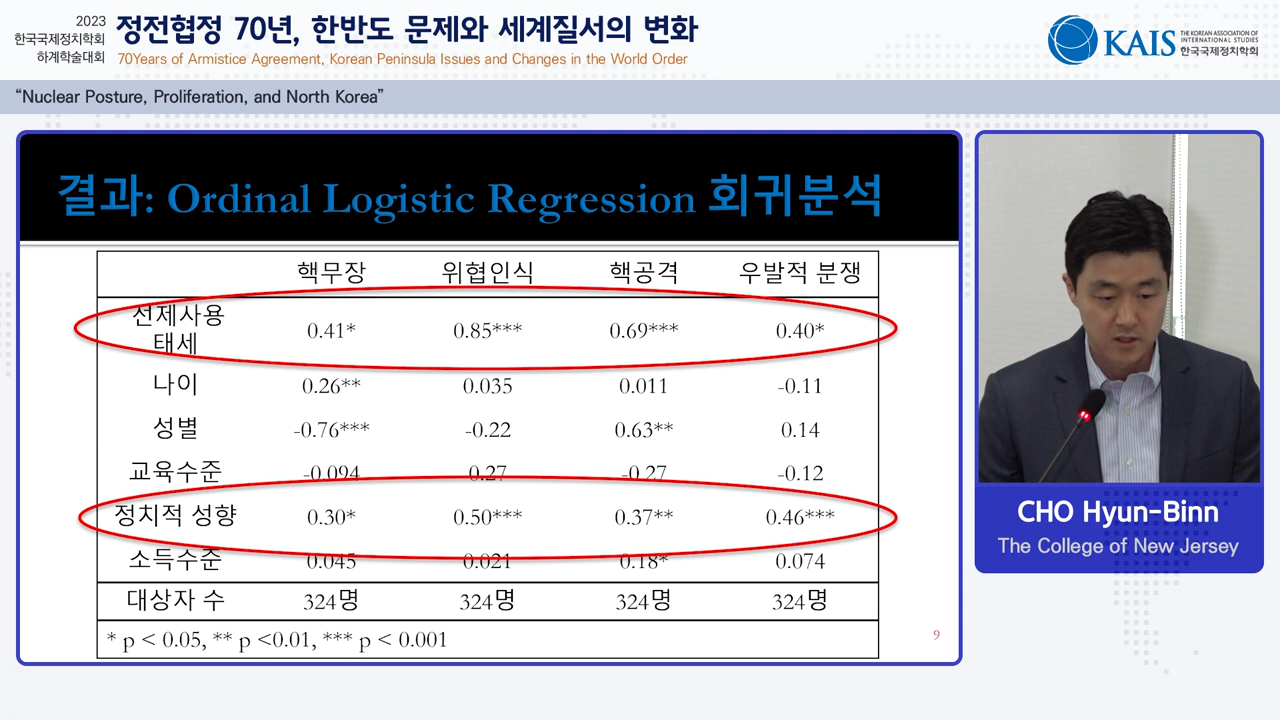 2023
한국국제정치학회
하계학술대회
정전협정 70년, 한반도 문제와 세계질서의 변화
70Years of Armistice Agreement, Korean Peninsula Issues and Changes in the World Order
KAIS
THE KOREAN ASSOCIATION OF
INTERNATIONAL STUDIES
한국국제정치학회
“Nuclear Posture, Proliferation, and North Korea”
결과: Ordinal Logistic Regression 회귀분석
핵무장 위협인식 핵공격 우발적 분쟁
선제사용
태세 0.41* 0.85*** 0.69*** 0.40*
나이 0.26** 0.035 0.011 -0.11
성별 -0.76*** -0.22 0.63** 0.14
교육수준 -0.094 0.27 -0.27 -0.12
정치적 성향 0.30* 0.50*** 0.37** 0.46***
소득수준 0.045 0.021 0.18* 0.074
대상자 수 324명 324명 324명 324명
* p < 0.05, ** p <0.01, *** p < 0.001
9
CHO Hyun-Binn
The College of New Jersey